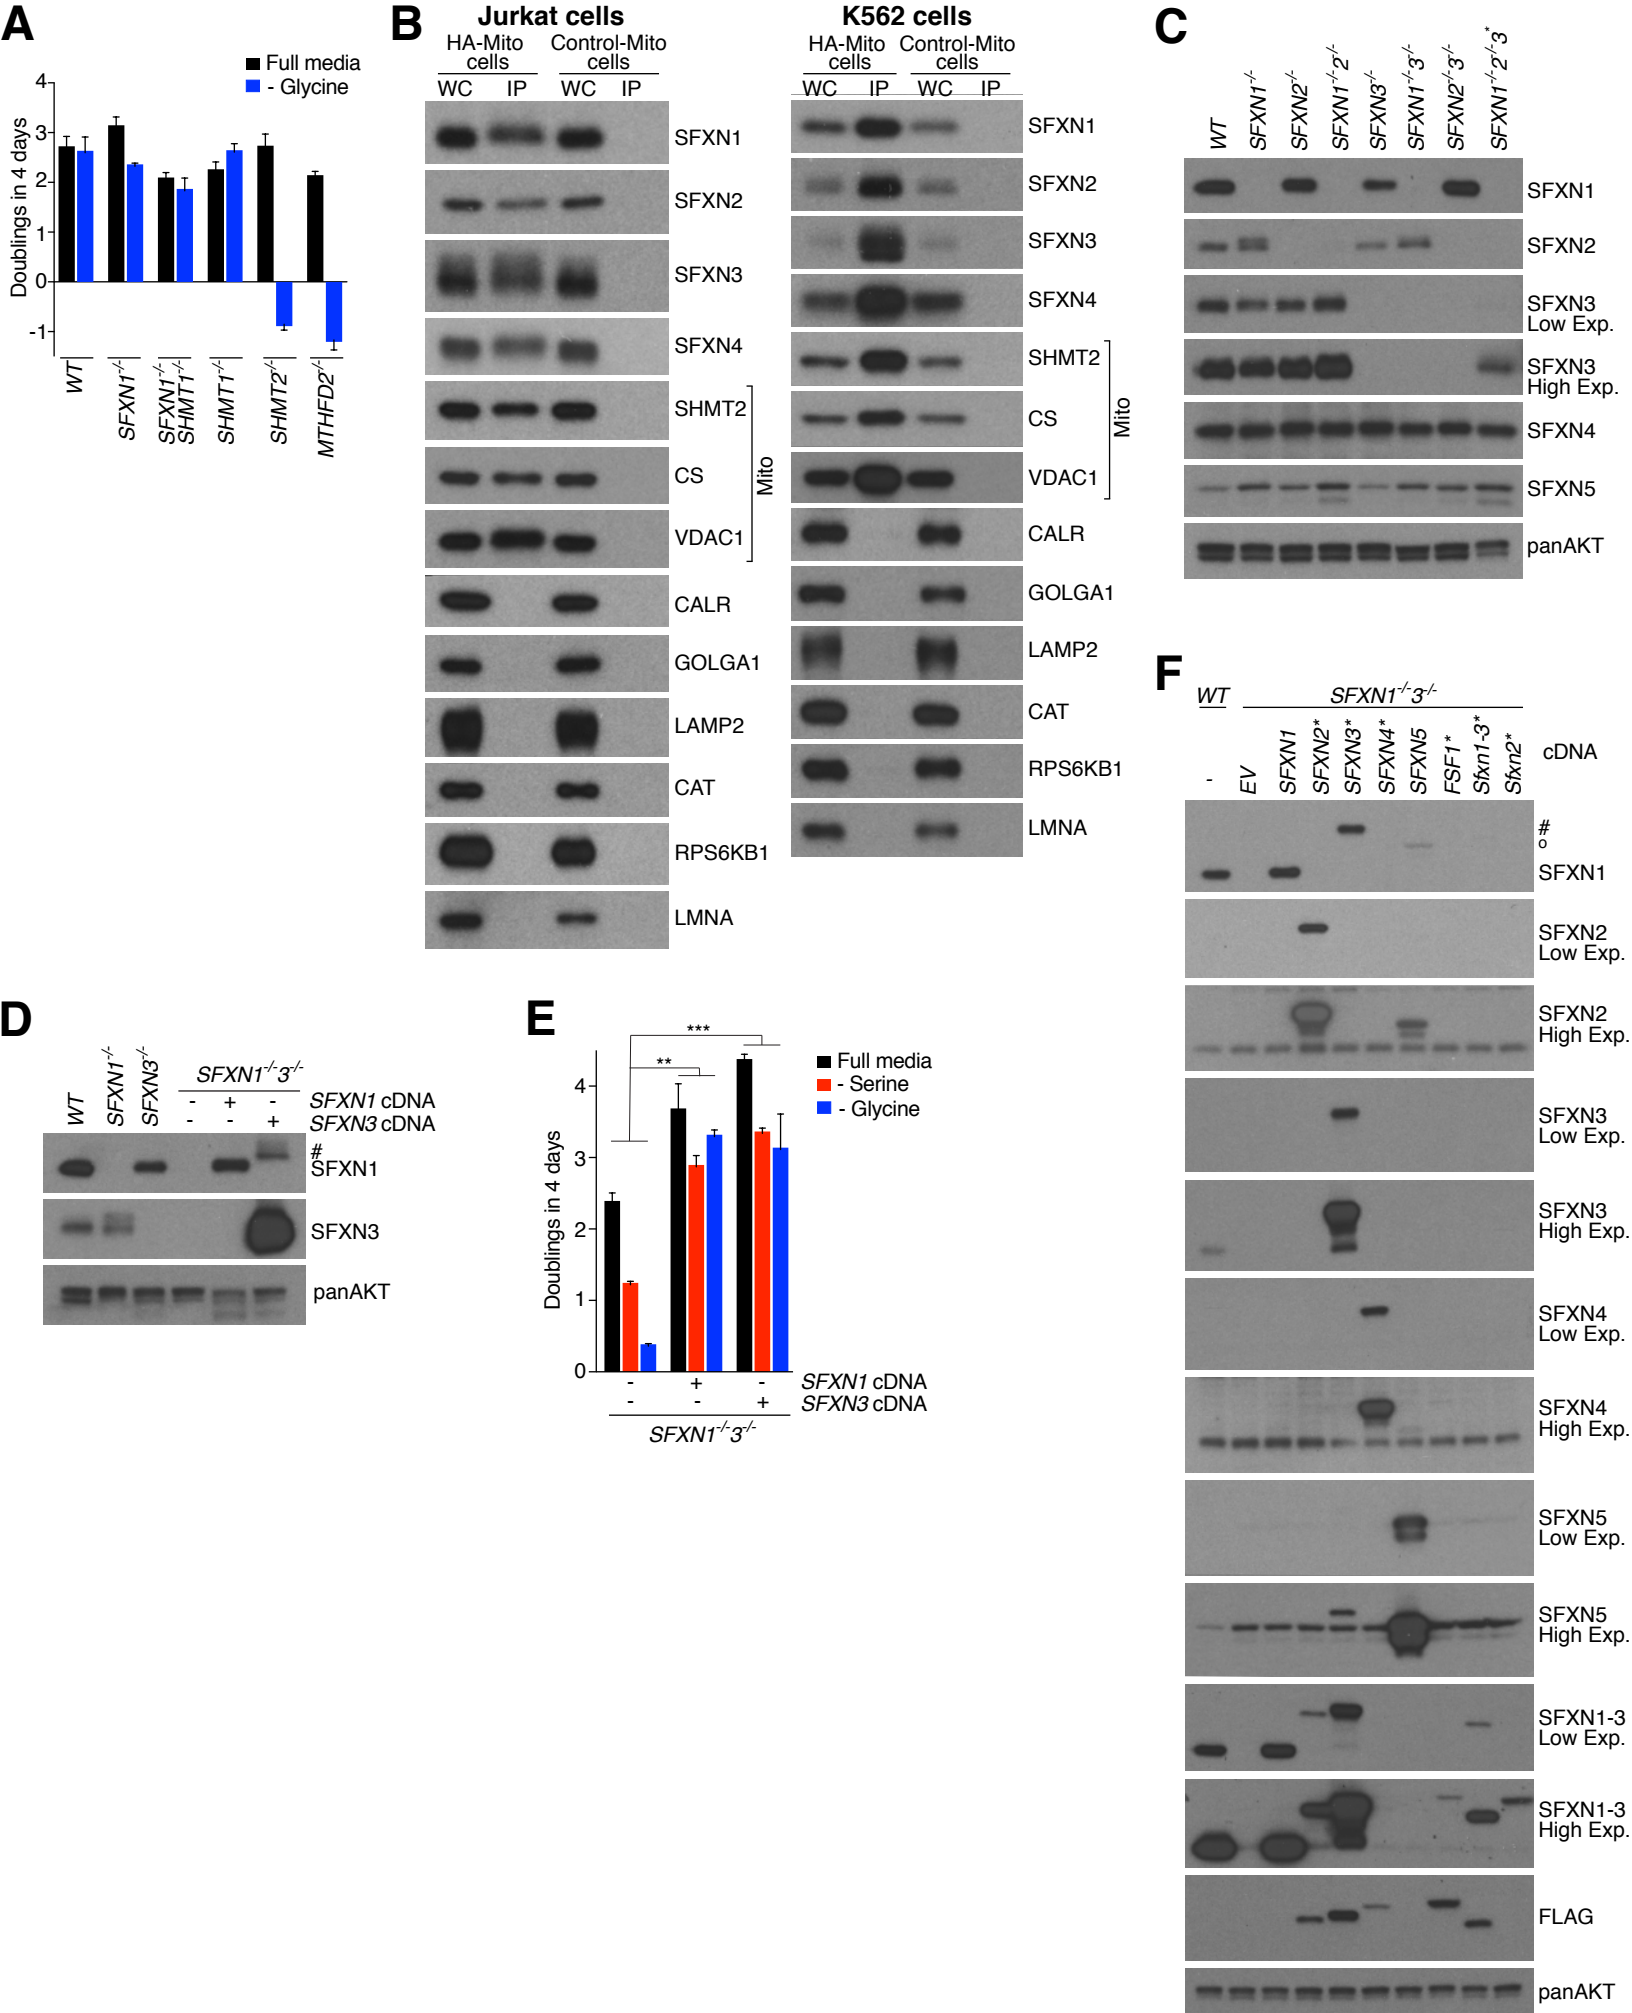 A
Full media
- Glycine
Doublings in 4 days
4
3
2
1
0
-1
WT
SFXN1-/-
SFXN1-/- SHMT1-/-
SHMT1-/-
SHMT2-/-
MTHFD2-/-
B
Jurkat cells
HA-Mito cells
Control-Mito cells
WC IP WC IP
SFXN1
SFXN2
SFXN3
SFXN4
SHMT2
CS
VDAC1
Mito
CALR
GOLGA1
LAMP2
CAT
RPS6KB1
LMNA
K562 cells
HA-Mito cells
Control-Mito cells
WC IP WC IP
SFXN1
SFXN2
SFXN3
SFXN4
SHMT2
CS
VDAC1
Mito
CALR
GOLGA1
LAMP2
CAT
RPS6KB1
LMNA
C
WT
SFXN1-/-
SFXN2-/-
SFXN1-/-2-/-
SFXN3-/-
SFXN1-/-3-/-
SFXN2-/-3-/-
SFXN1-/-2-/-3*
SFXN1
SFXN2
SFXN3
Low Exp.
SFXN3
High Exp.
SFXN4
SFXN5
panAKT
D
WT
SFXN1-/-
SFXN3-/-
SFXN1-/-3-/-
- + - SFXN1 cDNA
- - + SFXN3 cDNA
#
SFXN1
SFXN3
panAKT
E
***
**
Full media
- Serine
- Glycine
Doublings in 4 days
4
3
2
1
0
- + - SFXN1 cDNA
- - + SFXN3 cDNA
SFXN1-/-3-/-
F
WT
SFXN1-/-3-/-
-
EV
SFXN1
SFXN2*
SFXN3*
SFXN4*
SFXN5
FSF1*
Sfxn1-3*
Sfxn2*
cDNA
#
o
SFXN1
SFXN2
Low Exp.
SFXN2
High Exp.
SFXN3
Low Exp.
SFXN3
High Exp.
SFXN4
Low Exp.
SFXN4
High Exp.
SFXN5
Low Exp.
SFXN5
High Exp.
SFXN1-3
Low Exp.
SFXN1-3
High Exp.
FLAG
panAKT